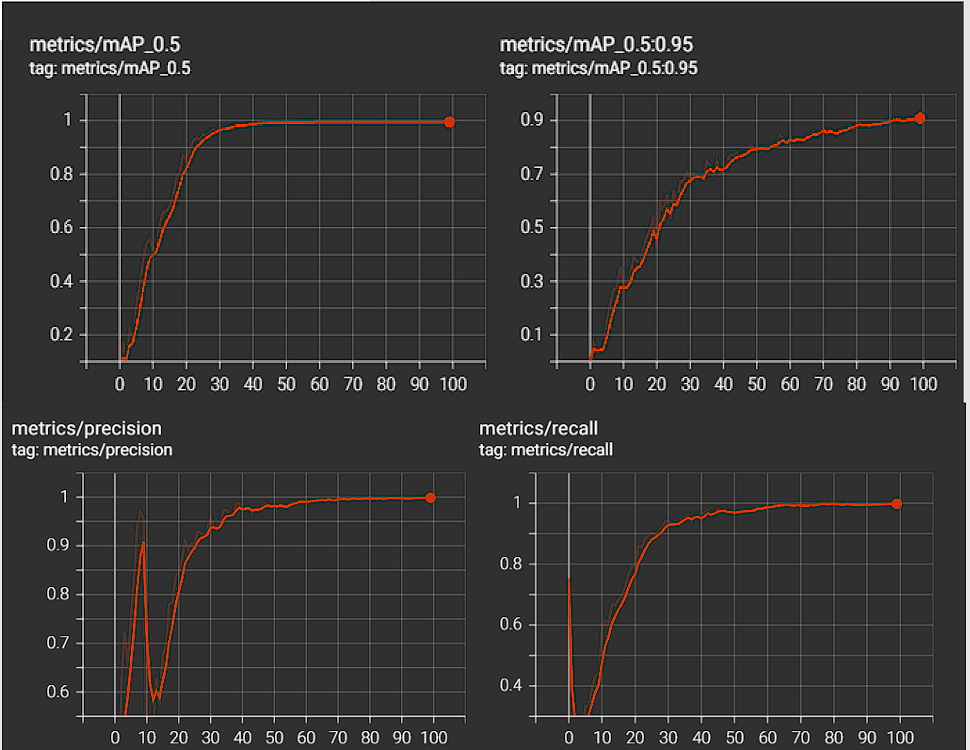 metrics/mAP_0.5
tag: metrics/mAP_0.5
1
0.8
0.6
0.4
0.2
0 10 20 30 40 50 60 70 80 90 100
metrics/mAP_0.5:0.95
tag: metrics/mAP_0.5:0.95
0.9
0.7
0.5
0.3
0.1
0 10 20 30 40 50 60 70 80 90 100
metrics/precision
tag: metrics/precision
1
0.9
0.8
0.7
0.6
0 10 20 30 40 50 60 70 80 90 100
metrics/recall
tag: metrics/recall
1
0.8
0.6
0.4
0 10 20 30 40 50 60 70 80 90 100